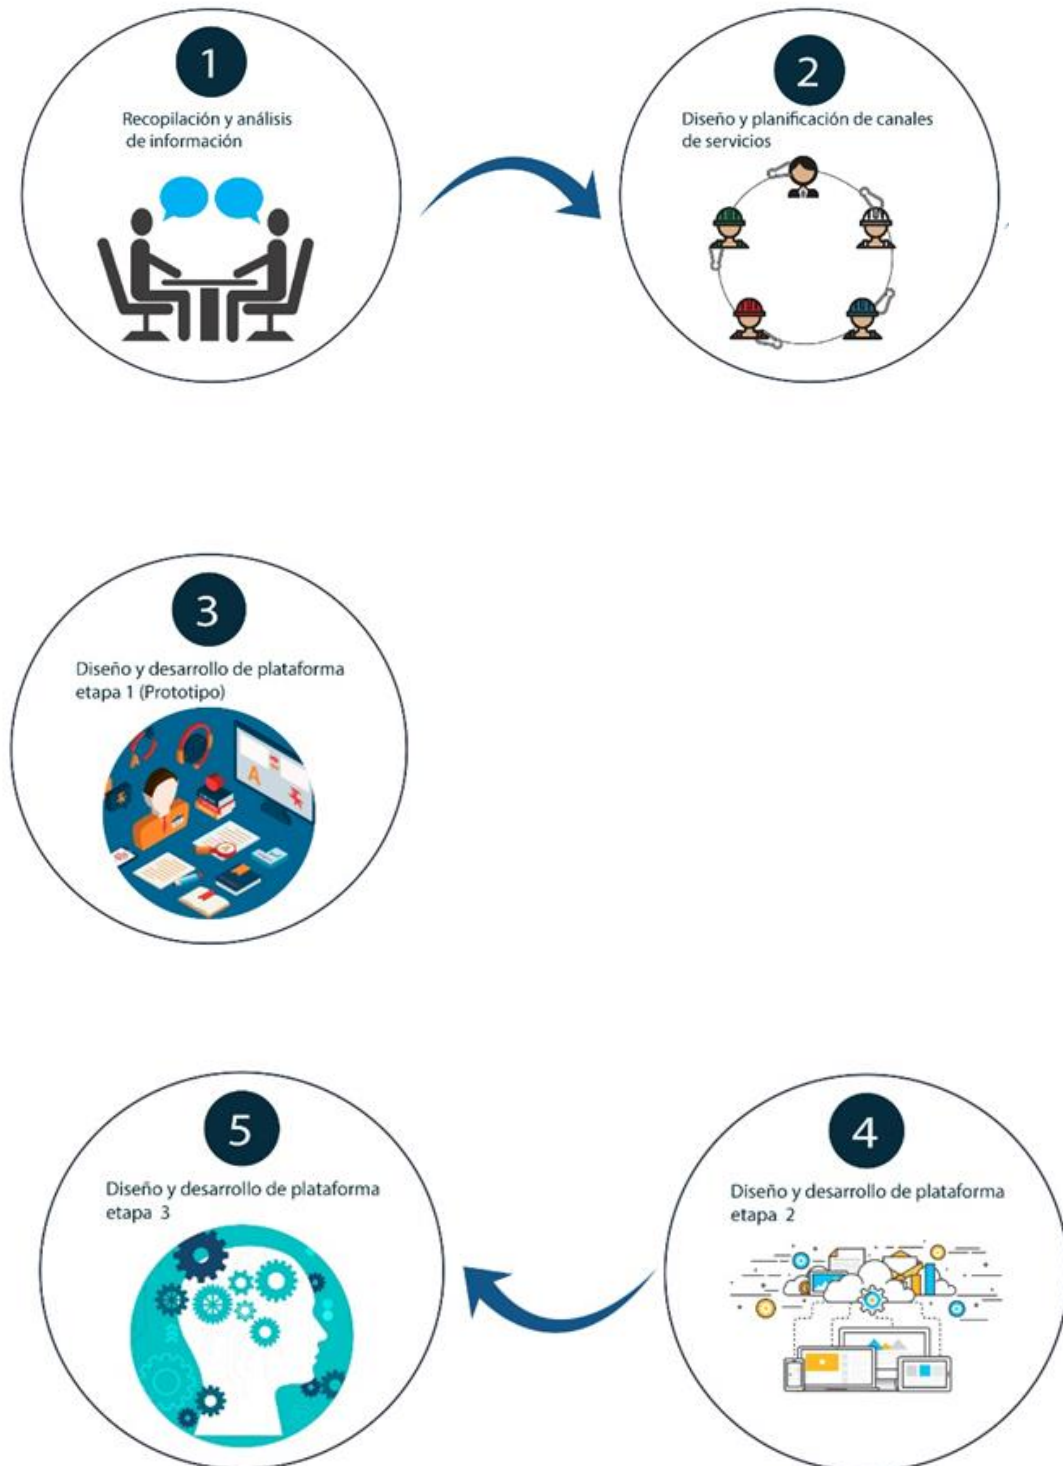 1
Recopilación y análisis
de información
2
Diseño y planificación de canales
de servicios
3
Diseño y desarrollo de plataforma
etapa 1 (Prototipo)
A
4
Diseño y desarrollo de plataforma
etapa 2
5
Diseño y desarrollo de plataforma
etapa 3